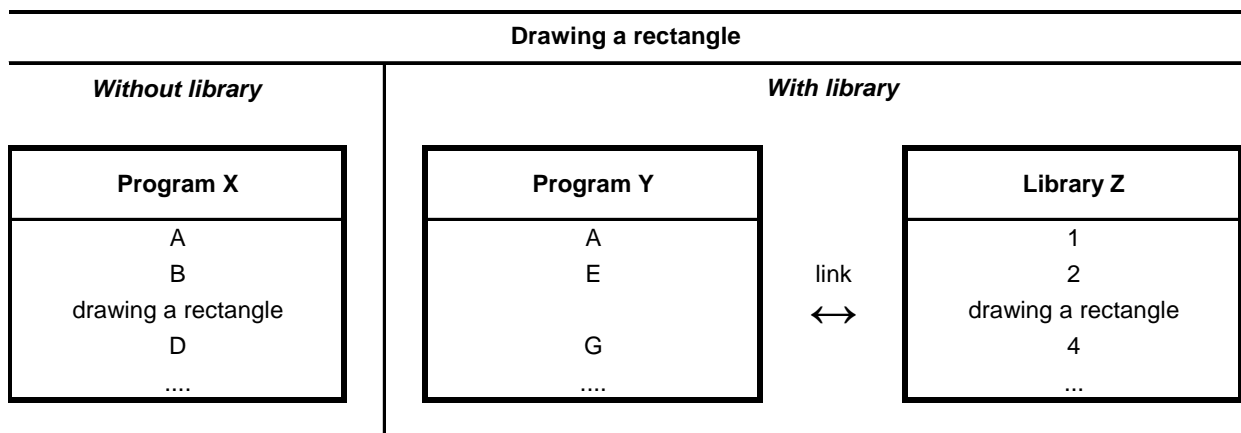 Drawing a rectangle
Without library
With library
Program X
A
B
drawing a rectangle
D
....
Program Y
A
E
G
....
link
↔
Library Z
1
2
drawing a rectangle
4
...